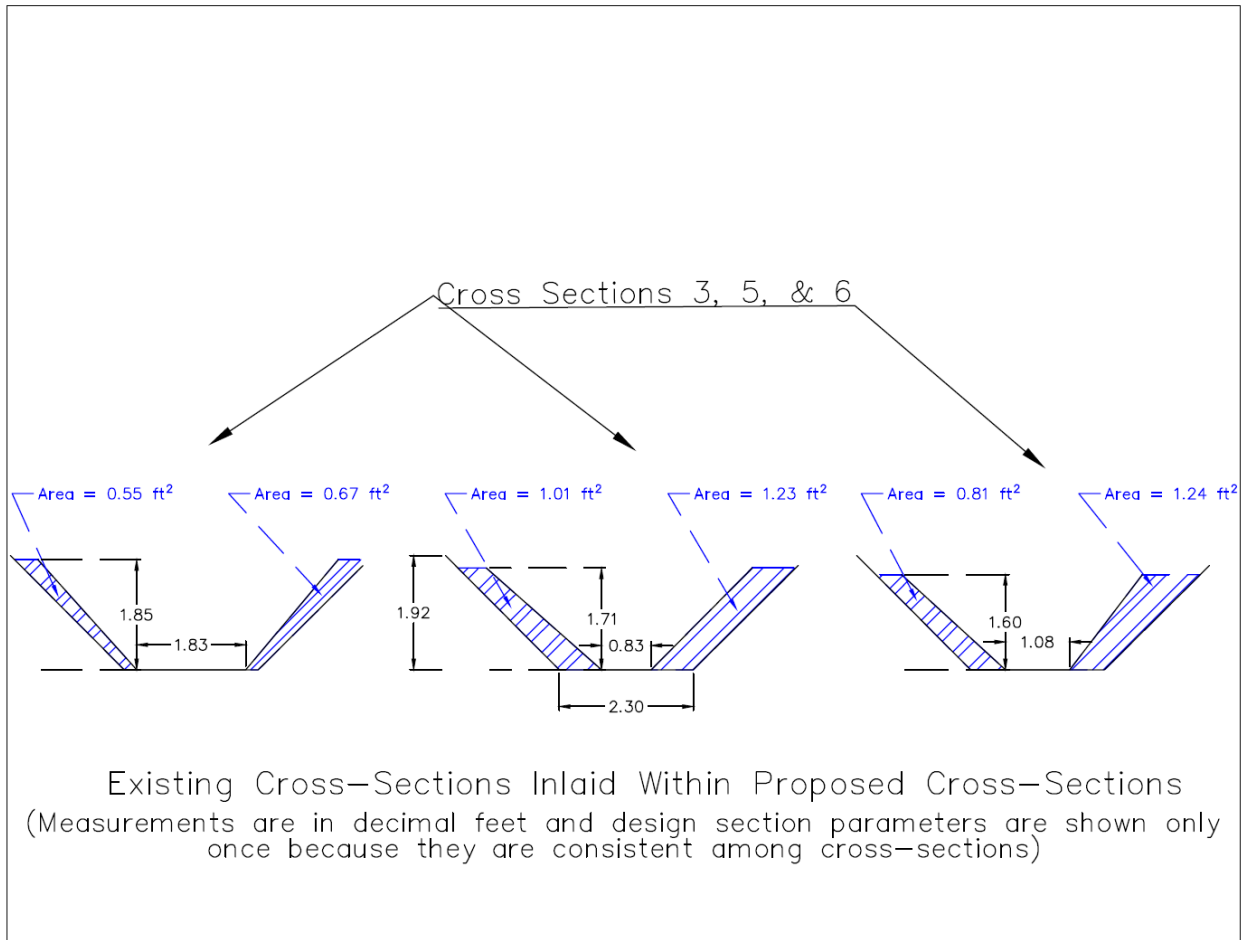 Cross Sections 3, 5, & 6
Area = 0.55 ft²
Area = 0.67 ft²
Area = 1.01 ft²
Area = 1.23 ft²
Area = 0.81 ft²
Area = 1.24 ft²
1.85
1.83
1.92
1.71
0.83
2.30
1.60
1.08
Existing Cross-Sections Inlaid Within Proposed Cross-Sections
(Measurements are in decimal feet and design section parameters are shown only
once because they are consistent among cross-sections)